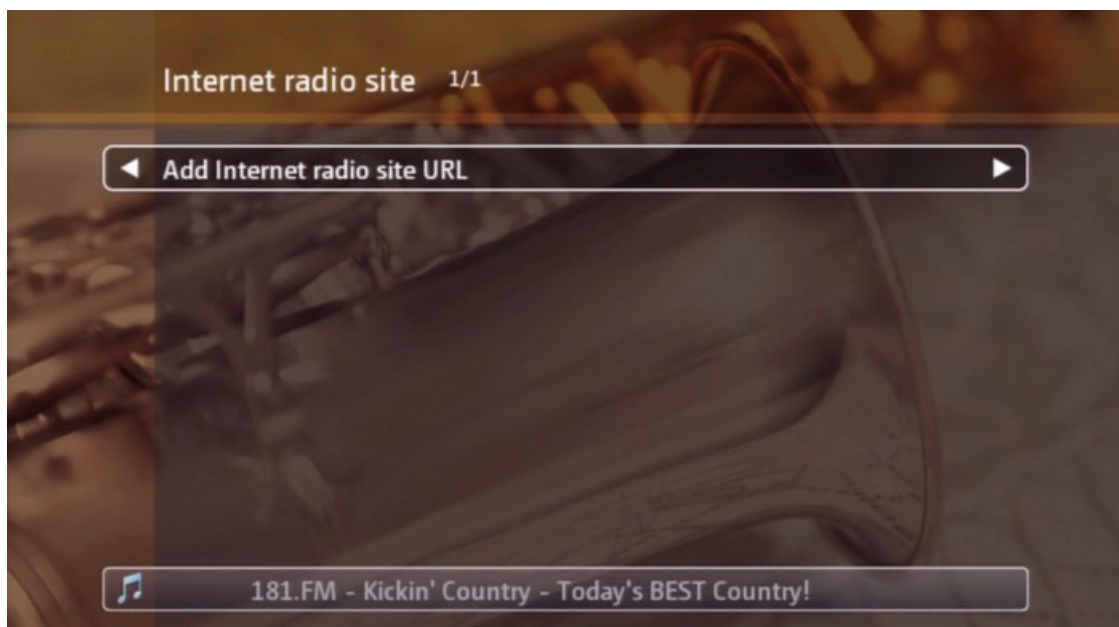 Internet radio site 1/1
Add Internet radio site URL
181.FM - Kickin' Country - Today's BEST Country!